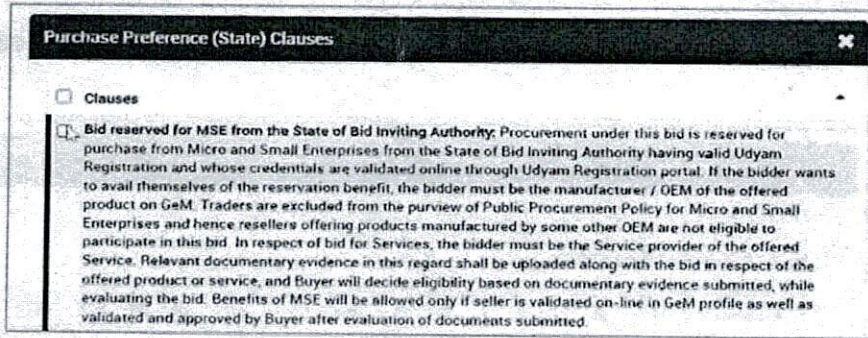 Purchase Preference (State) Clauses
Clauses
Bid reserved for MSE from the State of Bid Inviting Authority: Procurement under this bid is reserved for
purchase from Micro and Small Enterprises from the State of Bid Inviting Authority having valid Udyam
Registration and whose credentials are validated online through Udyam Registration portal. If the bidder wants
to avail themselves of the reservation benefit, the bidder must be the manufacturer / OEM of the offered
product on GeM. Traders are excluded from the purview of Public Procurement Policy for Micro and Small
Enterprises and hence resellers offering products manufactured by some other OEM are not eligible to
participate in this bid. In respect of bid for Services, the bidder must be the Service provider of the offered
Service. Relevant documentary evidence in this regard shall be uploaded along with the bid in respect of the
offered product or service, and Buyer will decide eligibility based on documentary evidence submitted, while
evaluating the bid. Benefits of MSE will be allowed only if seller is validated on-line in GeM profile as well as
validated and approved by Buyer after evaluation of documents submitted.